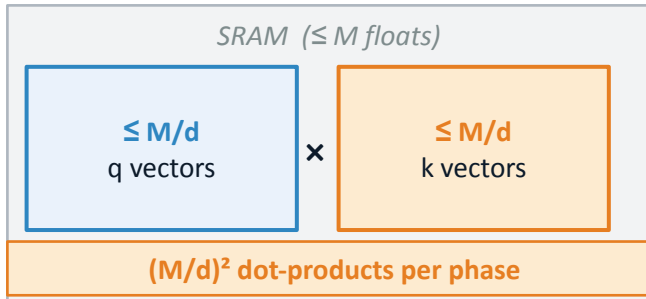 SRAM (≤ M floats)
≤ M/d
q vectors
×
≤ M/d
k vectors
(M/d)² dot-products per phase